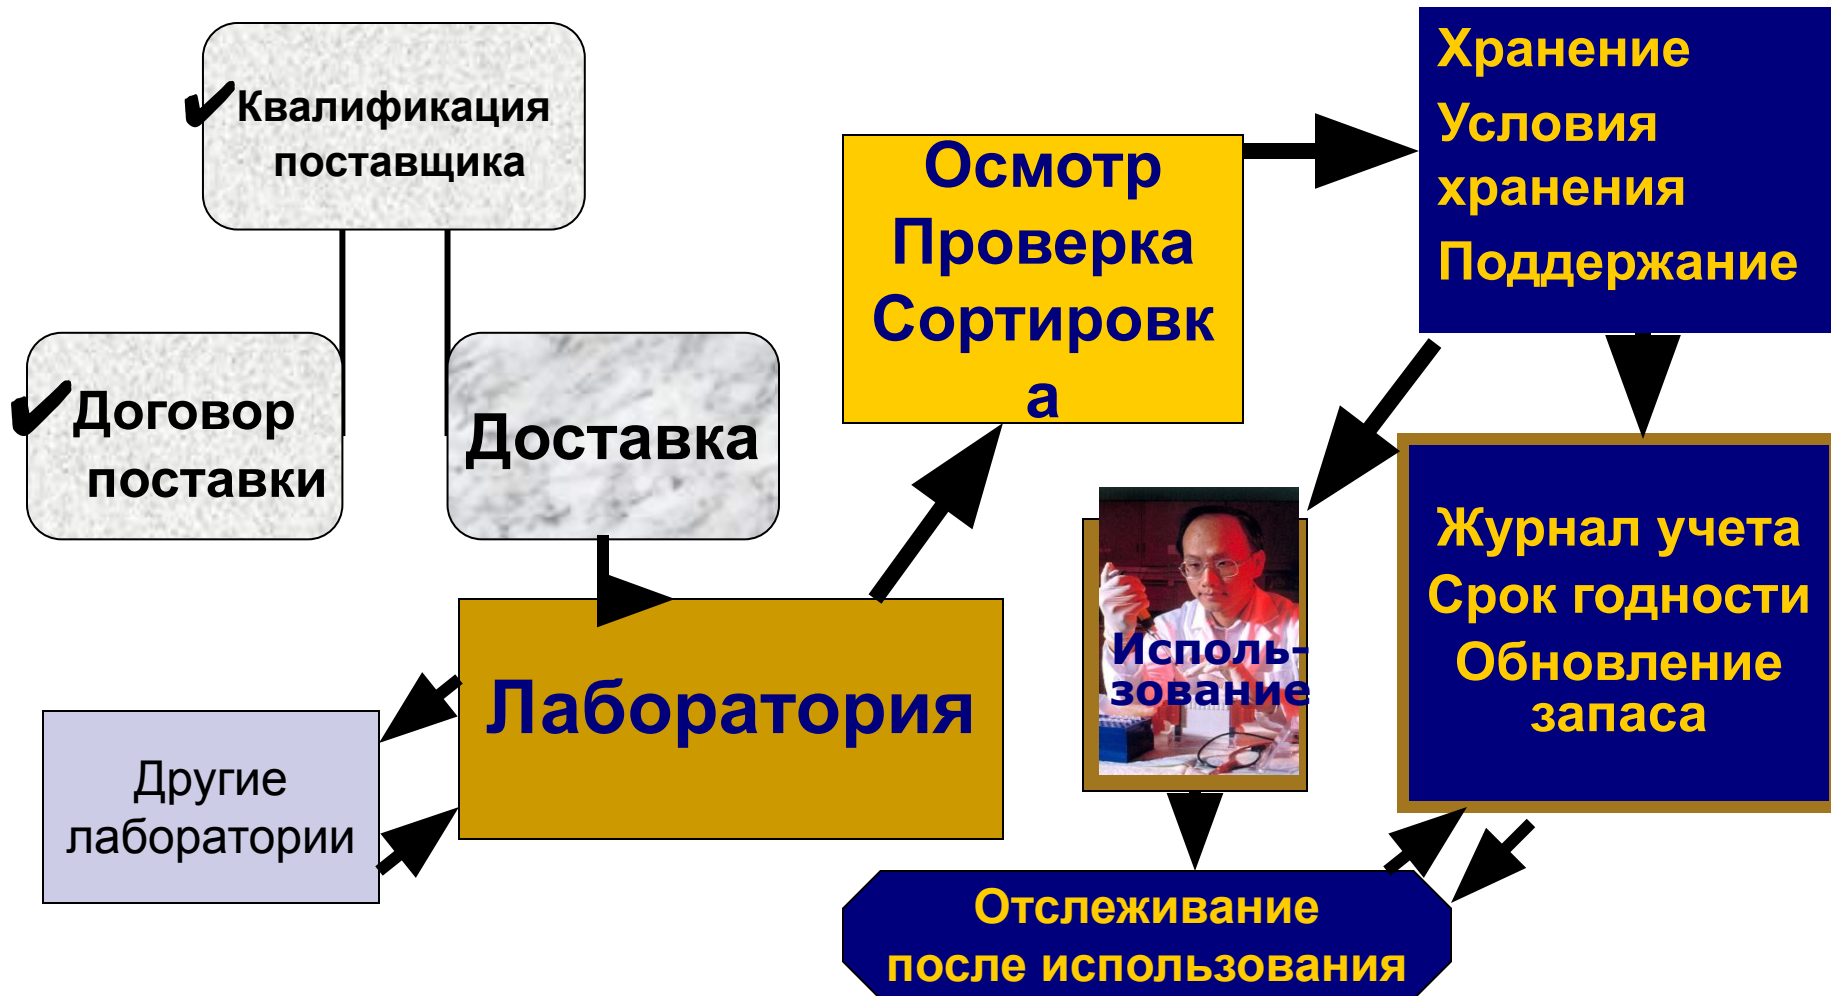 ✔Квалификация
поставщика
✔Договор
поставки
Доставка
Лаборатория
Другие
лаборатории
Осмотр
Проверка
Сортировк
а
Хранение
Условия
хранения
Поддержание
Исполь-
зование
Журнал учета
Срок годности
Обновление
запаса
Отслеживание
после использования